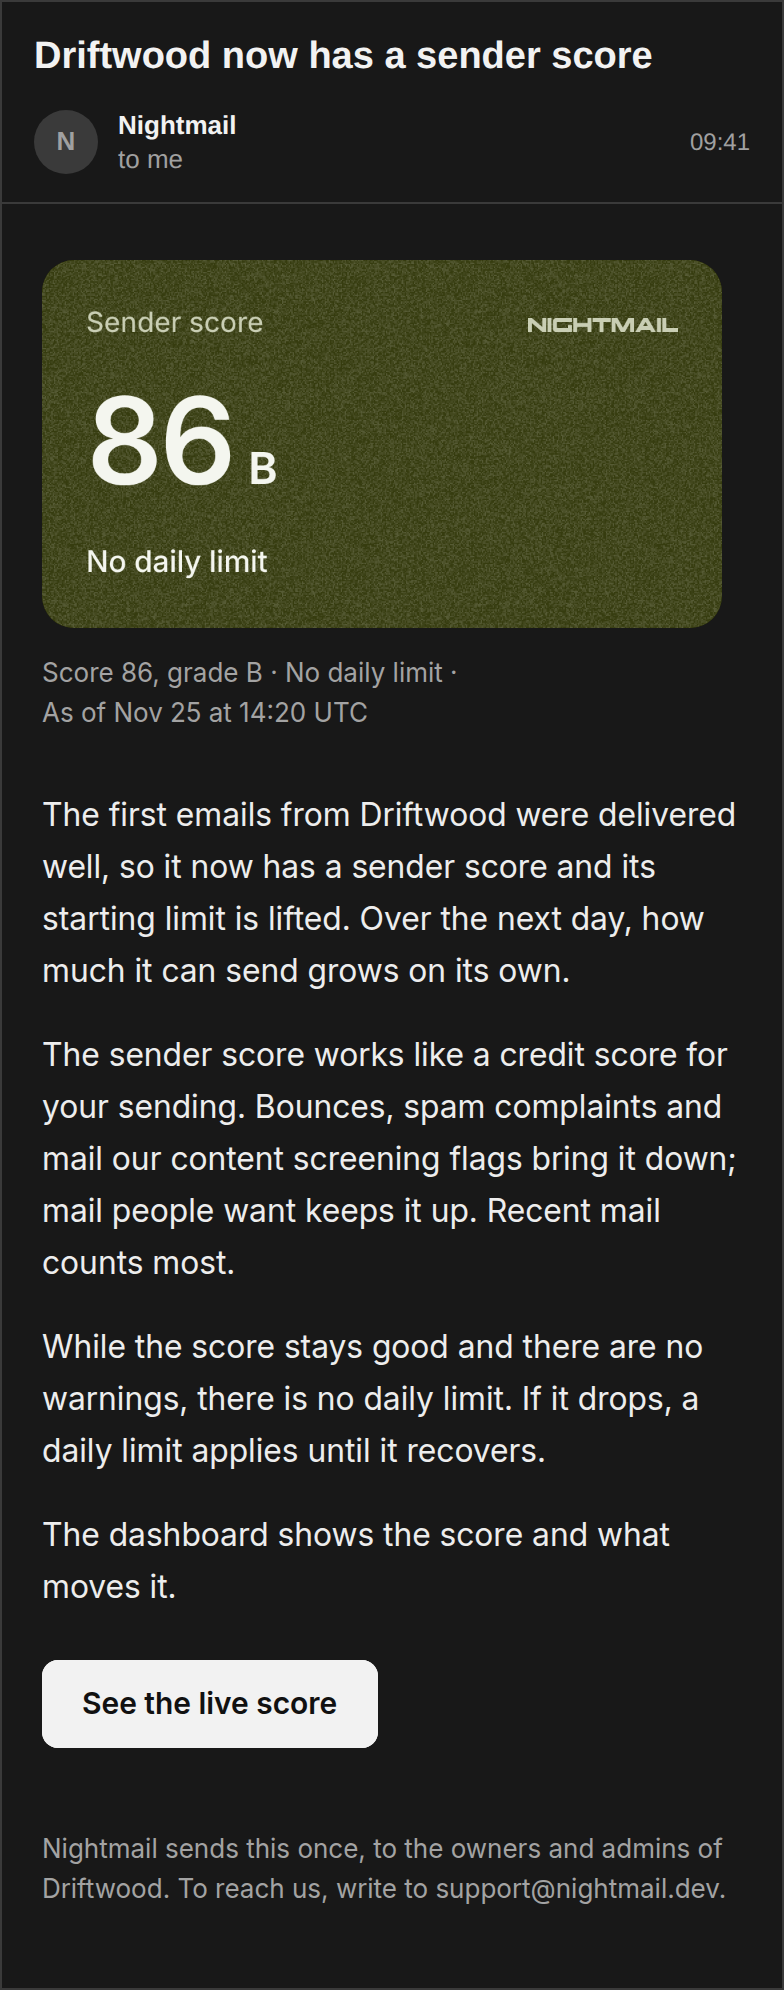 Driftwood now has a sender score
N
Nightmail
to me
09:41
Sender score
NIGHTMAIL
86 B
No daily limit
Score 86, grade B · No daily limit ·
As of Nov 25 at 14:20 UTC
The first emails from Driftwood were delivered
well, so it now has a sender score and its
starting limit is lifted. Over the next day, how
much it can send grows on its own.
The sender score works like a credit score for
your sending. Bounces, spam complaints and
mail our content screening flags bring it down;
mail people want keeps it up. Recent mail
counts most.
While the score stays good and there are no
warnings, there is no daily limit. If it drops, a
daily limit applies until it recovers.
The dashboard shows the score and what
moves it.
See the live score
Nightmail sends this once, to the owners and admins of
Driftwood. To reach us, write to support@nightmail.dev.